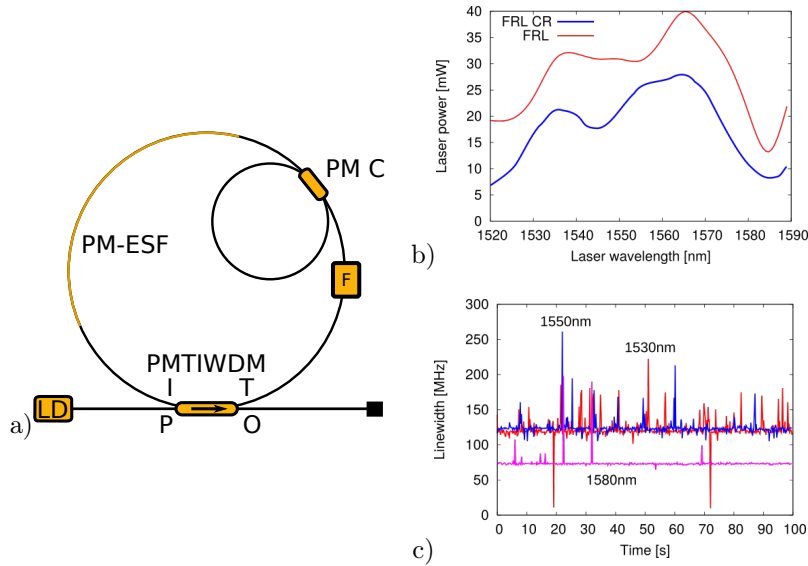 a)
PM C
PM-ESF
F
PMTIWDM
I T
LD
P O
b)
FRL CR
FRL
Laser power [mW]
40
35
30
25
20
15
10
5
0
1520 1530 1540 1550 1560 1570 1580 1590
Laser wavelength [nm]
c)
1550nm
1530nm
1580nm
Linewidth [MHz]
300
250
200
150
100
50
0
0 10 20 30 40 50 60 70 80 90 100
Time [s]